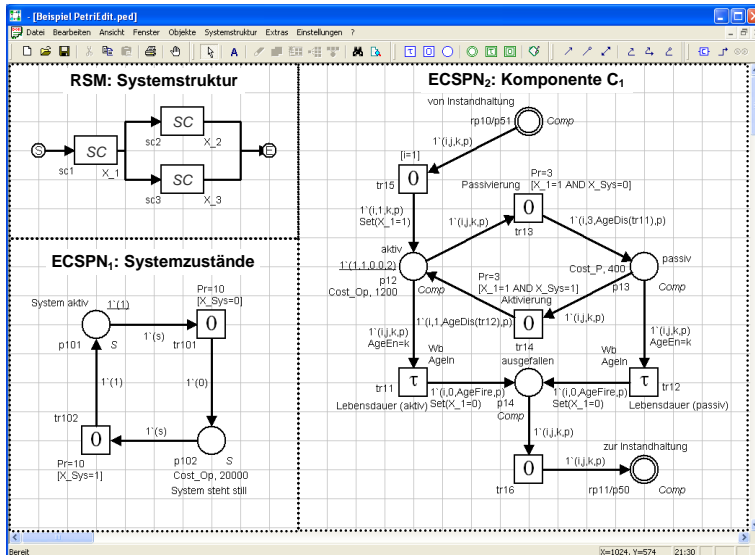 - [Beispiel PetriEdit.ped]
Datei Bearbeiten Ansicht Fenster Objekte Systemstruktur Extras Einstellungen ?
RSM: Systemstruktur
S
SC
sc1
X_1
SC
sc2
X_2
SC
sc3
X_3
E
ECSPN1: Systemzustände
System aktiv
1`(1)
p101
S
Pr=10
[X_Sys=0]
0
tr101
1`(s)
1`(1)
1`(0)
tr102
0
1`(s)
Pr=10
[X_Sys=1]
p102
S
Cost_Op, 20000
System steht still
ECSPN2: Komponente C1
von Instandhaltung
rp10/p51
Comp
1`(i,j,k,p)
[i=1]
0
tr15
Pr=3
Passivierung [X_1=1 AND X_Sys=0]
0
tr13
1`(i,1,k,p)
Set(X_1=1)
1`(i,j,k,p)
1`(i,3,AgeDis(tr11),p)
aktiv
1`(1,1,0.0,2)
p12
Cost_Op, 1200
Comp
passiv
Cost_P, 400
p13
Comp
Pr=3
[X_1=1 AND X_Sys=1]
Aktivierung
0
tr14
1`(i,1,AgeDis(tr12),p)
1`(i,j,k,p)
1`(i,j,k,p)
AgeEn=k
1`(i,j,k,p)
AgeEn=k
Wb
AgeIn
τ
tr11
Lebensdauer (aktiv)
1`(i,0,AgeFire,p)
Set(X_1=0)
ausgefallen
p14
Comp
Wb
AgeIn
τ
tr12
1`(i,0,AgeFire,p)
Set(X_1=0)
Lebensdauer (passiv)
1`(i,j,k,p)
0
tr16
1`(i,j,k,p)
zur Instandhaltung
rp11/p50
Comp
Bereit
X=1024, Y=574
21:30